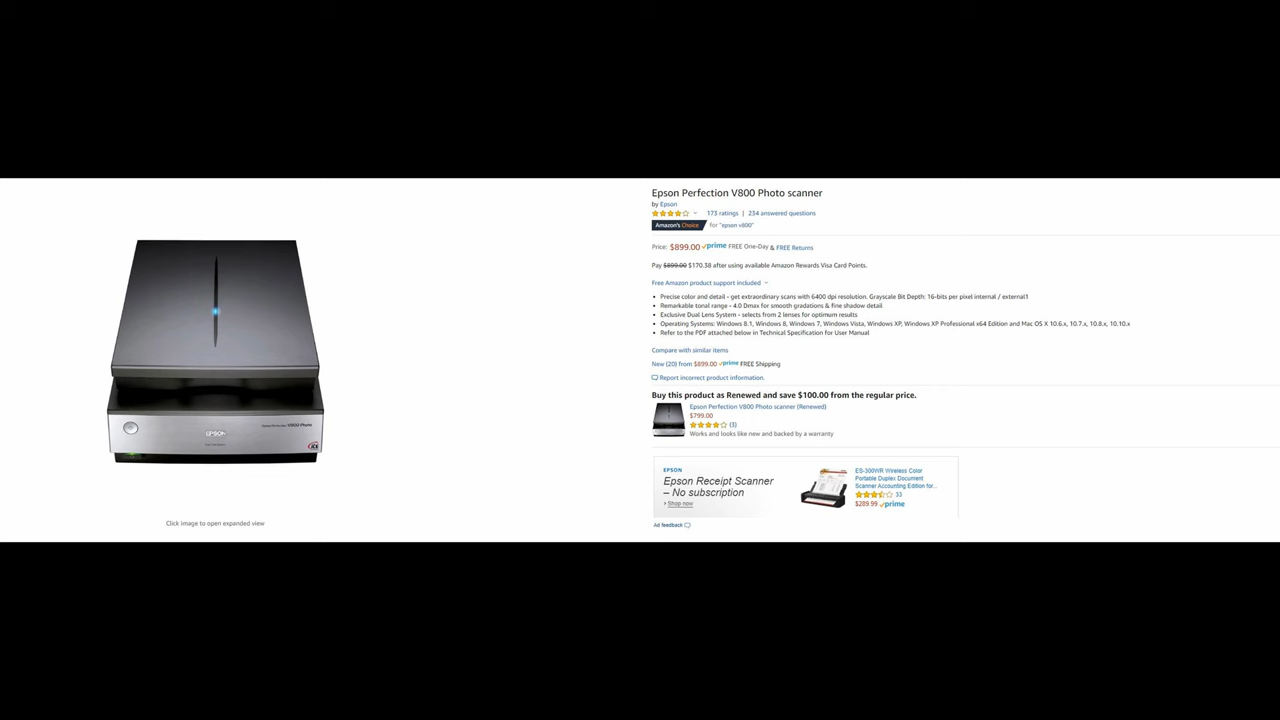 Epson Perfection V800 Photo scanner
by Epson
173 ratings | 234 answered questions
Amazon's Choice for "epson v800"
Price: $899.00 prime FREE One-Day & FREE Returns
Pay $899.00 $170.38 after using available Amazon Rewards Visa Card Points.
Free Amazon product support included
Precise color and detail - get extraordinary scans with 6400 dpi resolution. Grayscale Bit Depth: 16-bits per pixel internal / external1
Remarkable tonal range - 4.0 Dmax for smooth gradations & fine shadow detail
Exclusive Dual Lens System - selects from 2 lenses for optimum results
Operating Systems: Windows 8.1, Windows 8, Windows 7, Windows Vista, Windows XP, Windows XP Professional x64 Edition and Mac OS X 10.6.x, 10.7.x, 10.8.x, 10.10.x
Refer to the PDF attached below in Technical Specification for User Manual
Compare with similar items
New (20) from $899.00 prime FREE Shipping
Report incorrect product information.
Buy this product as Renewed and save $100.00 from the regular price.
Epson Perfection V800 Photo scanner (Renewed)
$799.00
(3)
Works and looks like new and backed by a warranty
EPSON
Epson Receipt Scanner
– No subscription
> Shop now
ES-300WR Wireless Color
Portable Duplex Document
Scanner Accounting Edition for...
33
$289.99 prime
Ad feedback
EPSON
Epson Perfection V800 Photo
ICE
Click image to open expanded view